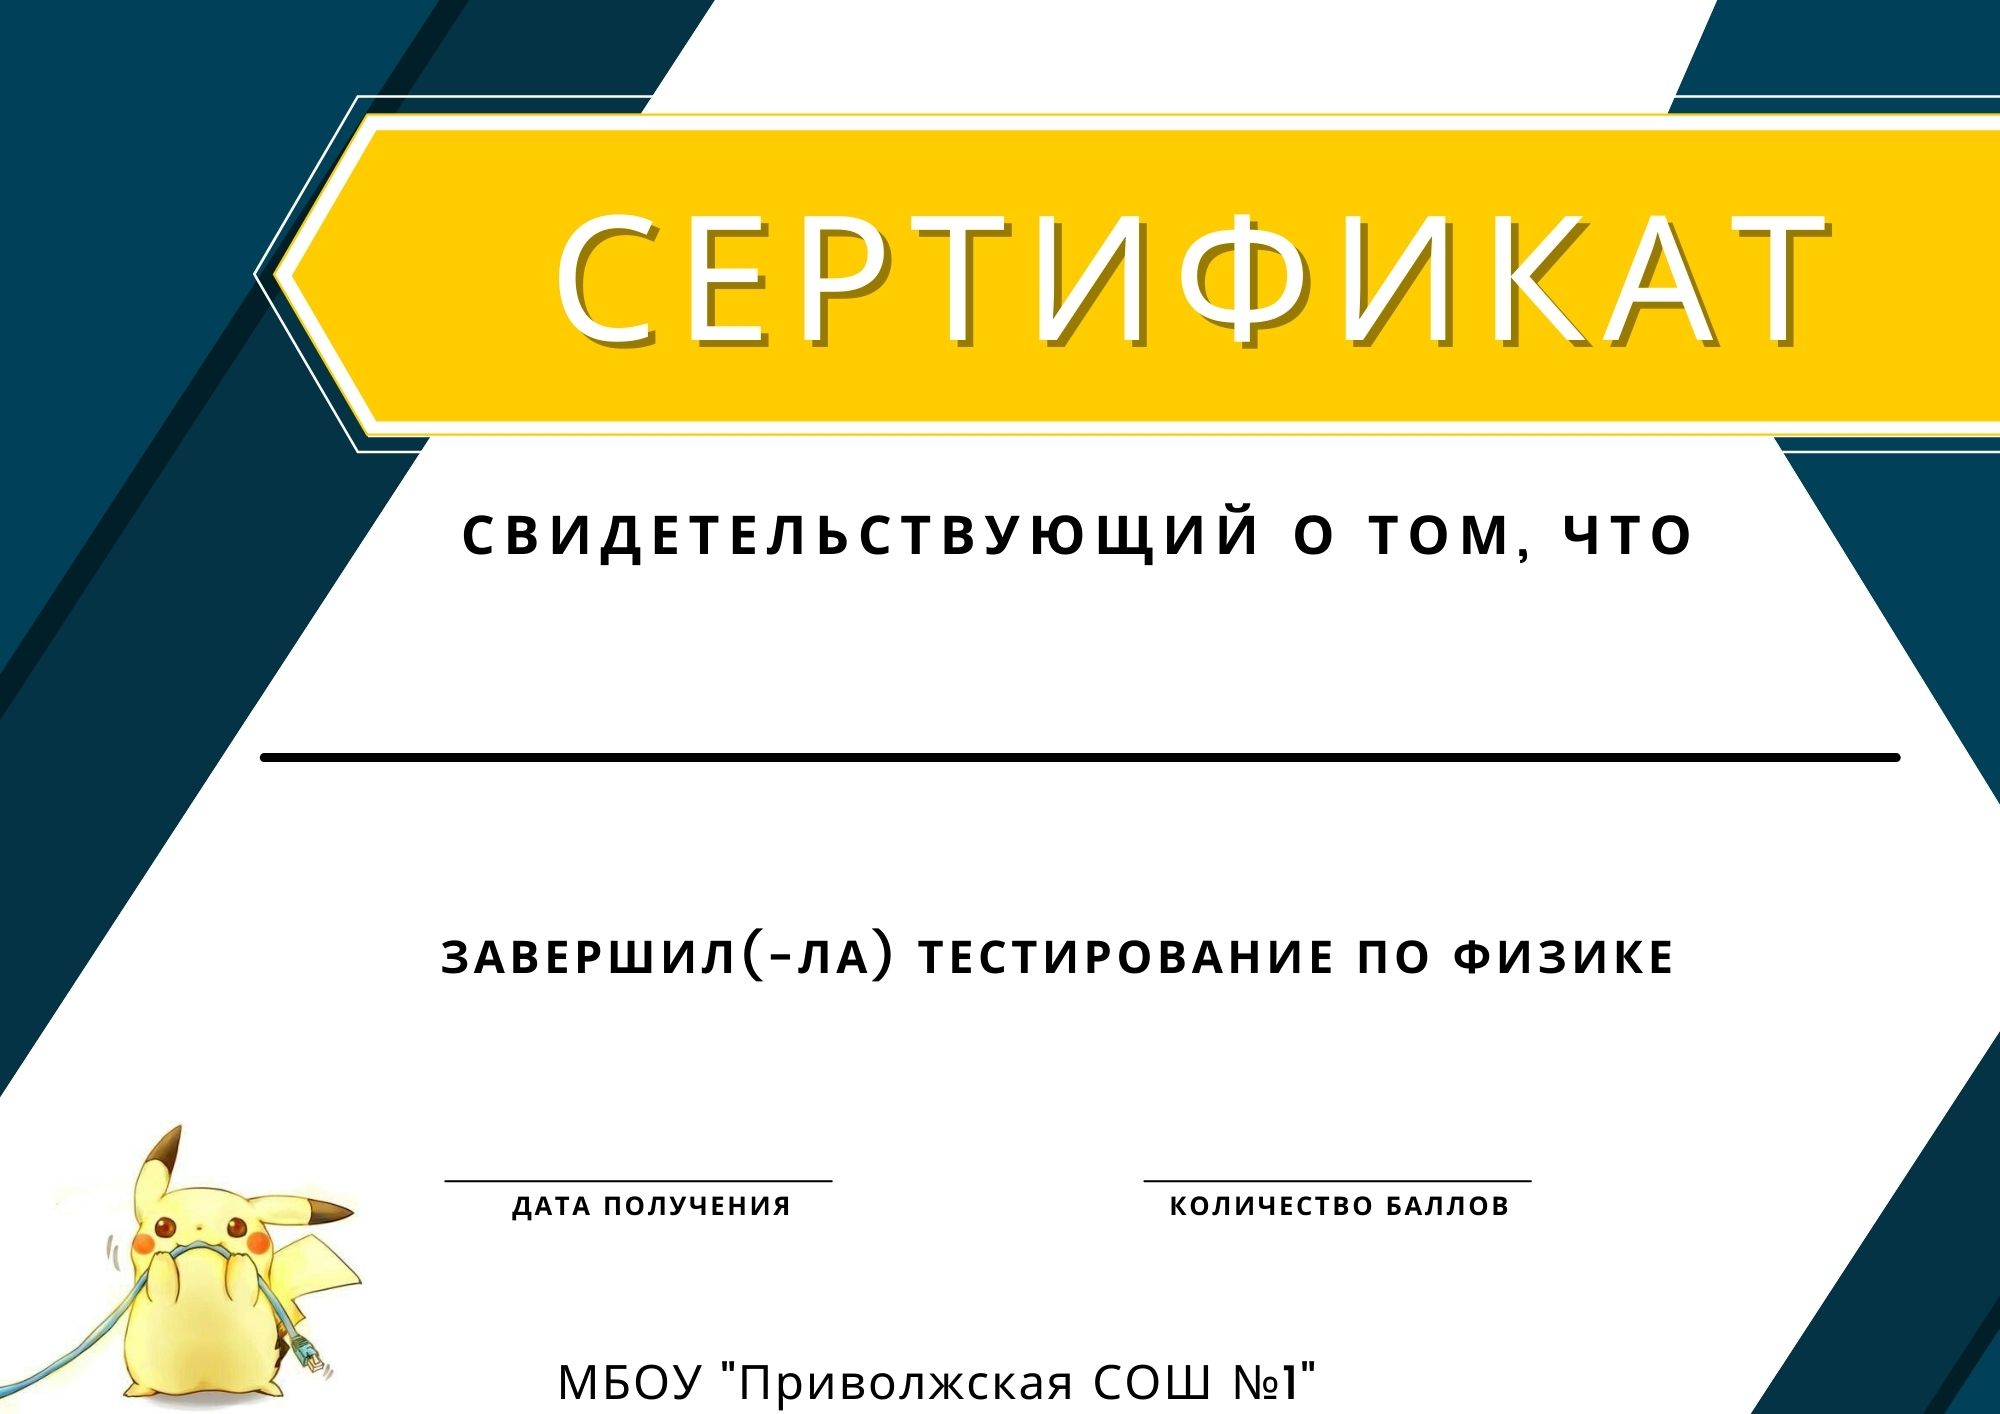 СЕРТИФИКАТ
СВИДЕТЕЛЬСТВУЮЩИЙ О ТОМ, ЧТО
ЗАВЕРШИЛ(-ЛА) ТЕСТИРОВАНИЕ ПО ФИЗИКЕ
ДАТА ПОЛУЧЕНИЯ
КОЛИЧЕСТВО БАЛЛОВ
МБОУ "Приволжская СОШ №1"